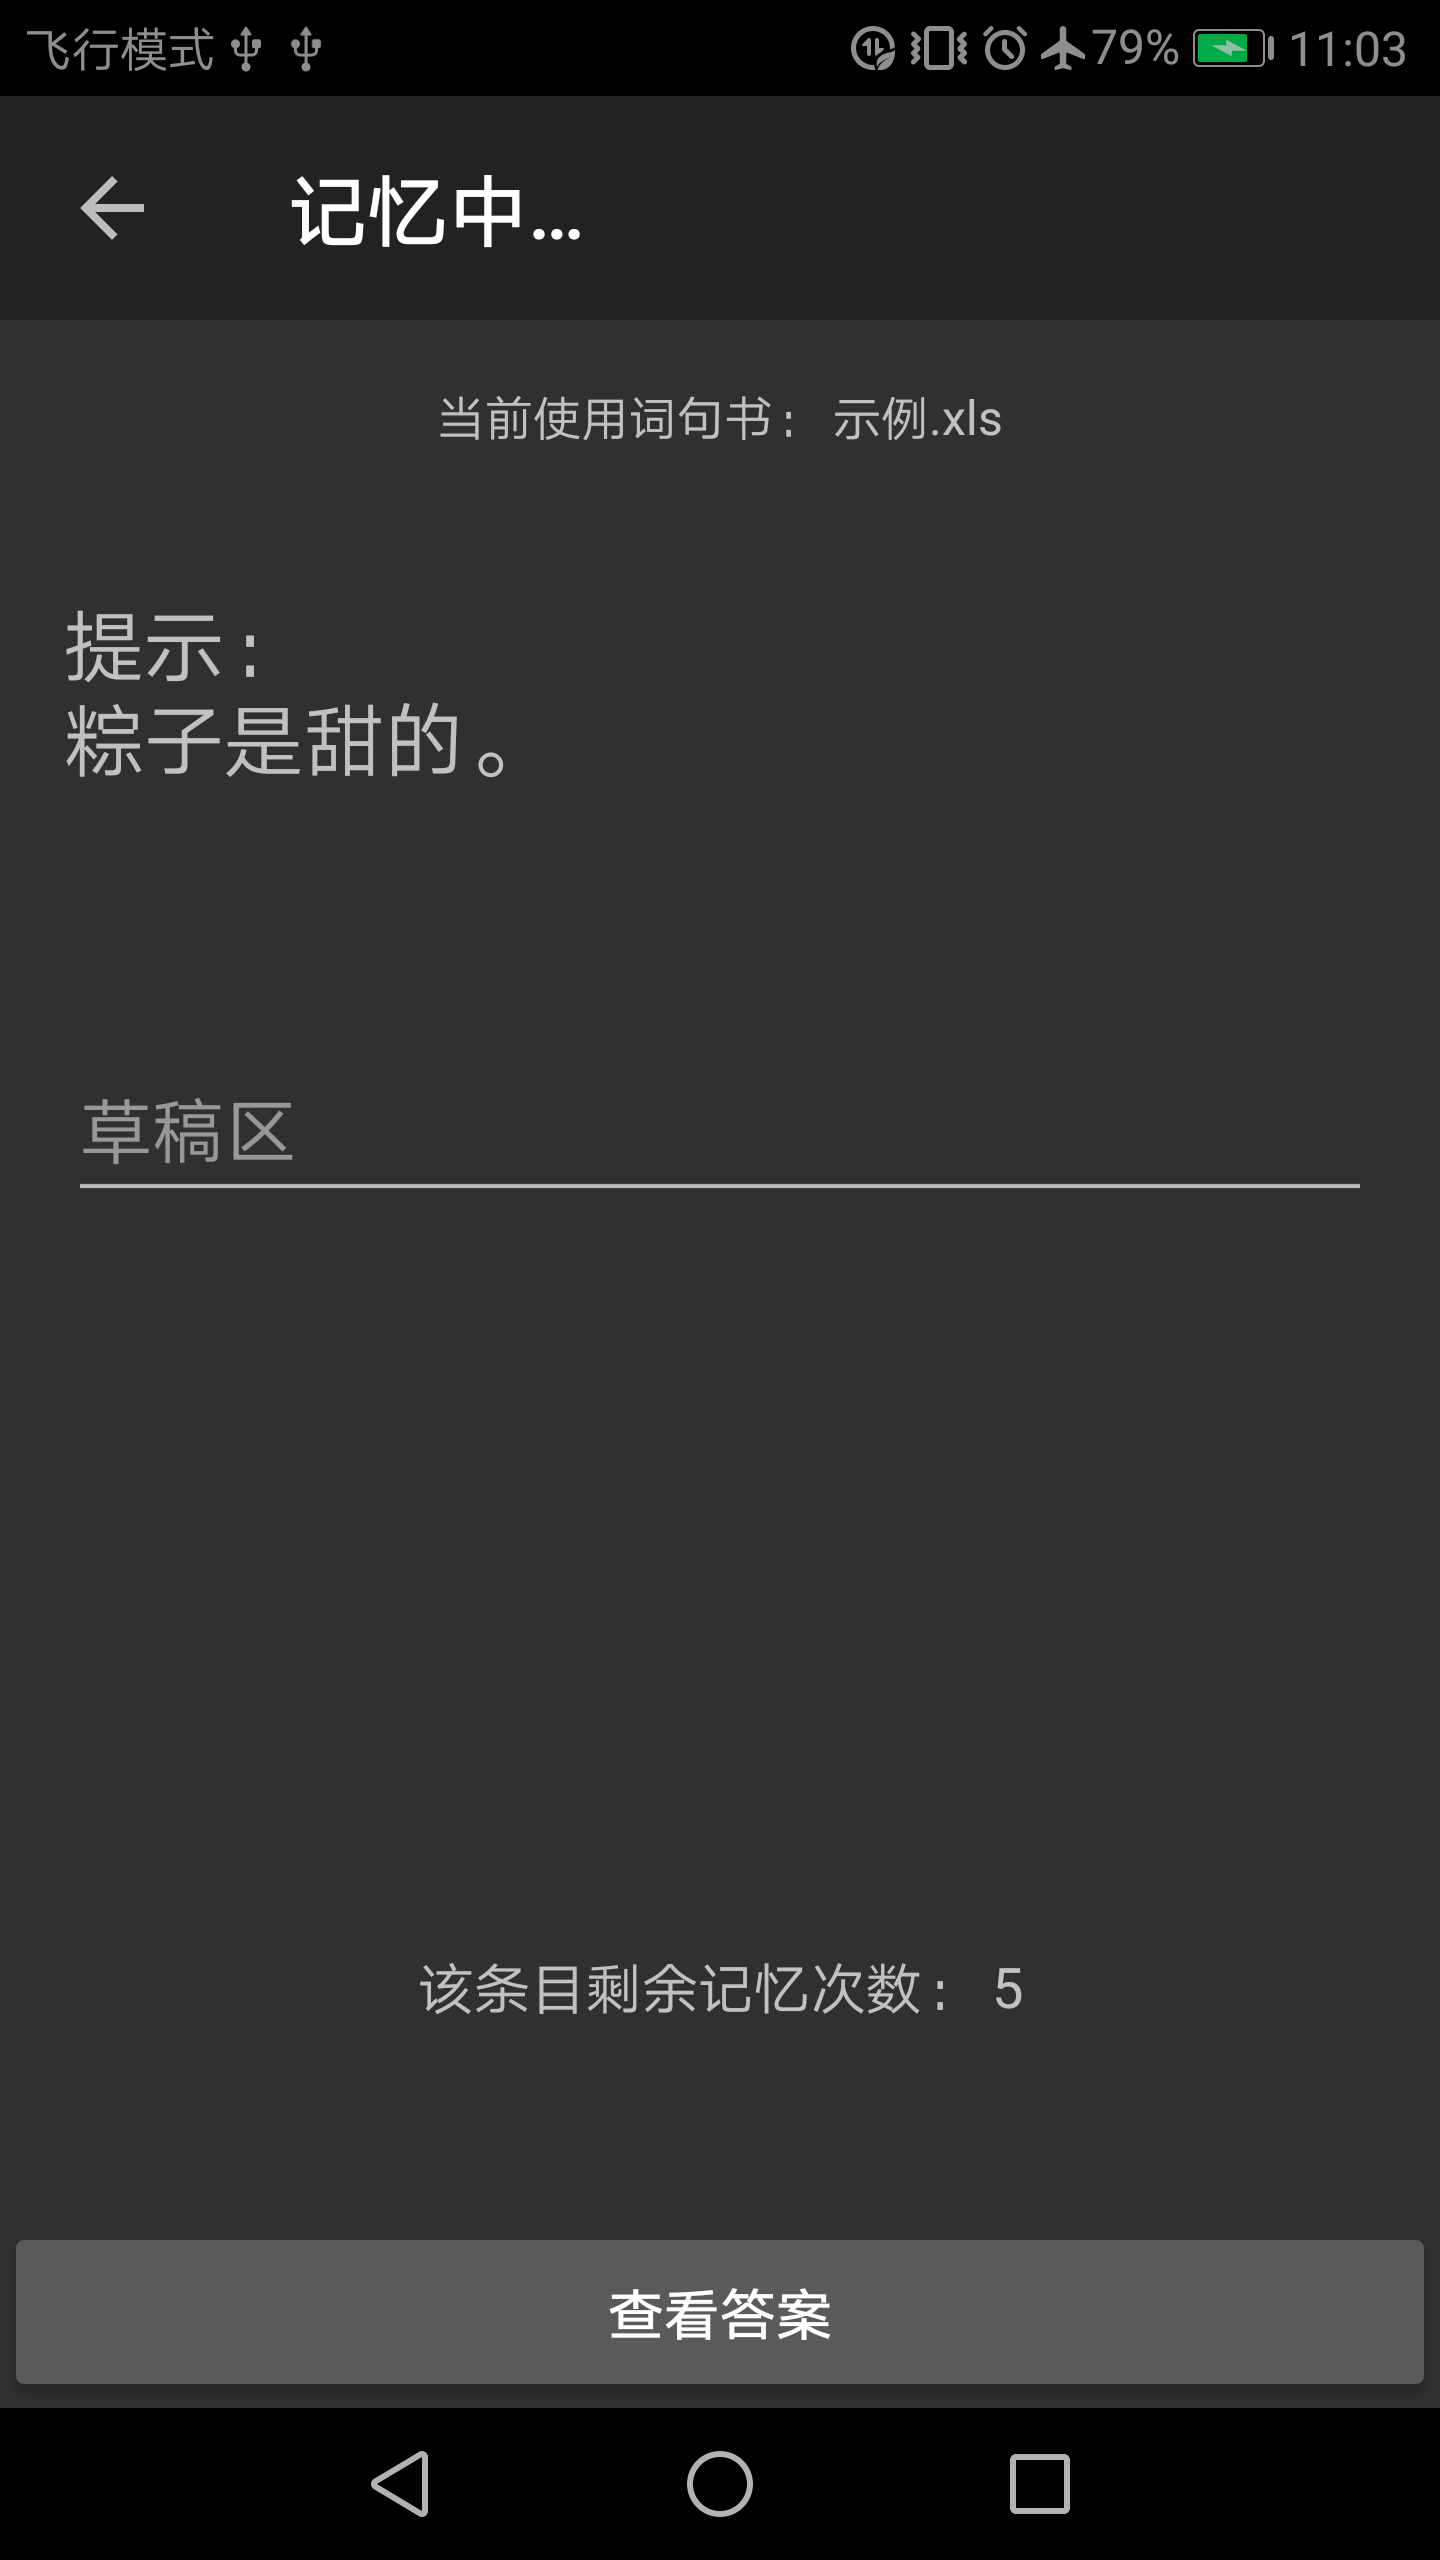 飞行模式 79% 11:03
记忆中...
当前使用词句书： 示例.xls
提示：
粽子是甜的。
草稿区
该条目剩余记忆次数： 5
查看答案